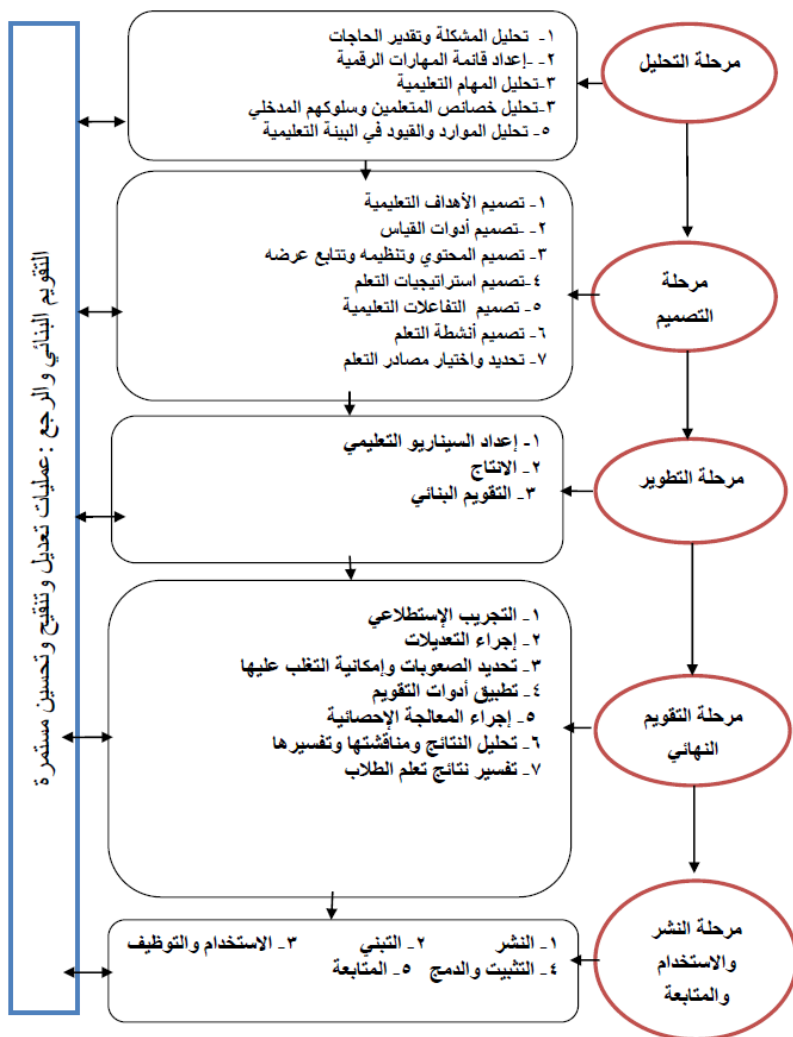 مرحلة التحليل
١- تحليل المشكلة وتقدير الحاجات
٢- -إعداد قائمة المهارات الرقمية
٣-تحليل المهام التعليمية
٣-تحليل خصائص المتعلمين وسلوكهم المدخلي
٥- تحليل الموارد والقيود في البيئة التعليمية
مرحلة
التصميم
١- تصميم الأهداف التعليمية
٢- -تصميم أدوات القياس
٣- تصميم المحتوي وتنظيمه وتتابع عرضه
٤- تصميم استراتيجيات التعلم
٥- تصميم التفاعلات التعليمية
٦- تصميم أنشطة التعلم
٧- تحديد واختيار مصادر التعلم
مرحلة التطوير
١- إعداد السيناريو التعليمي
٢- الانتاج
٣- التقويم البنائي
مرحلة التقويم
النهائي
١- التجريب الإستطلاعي
٢- إجراء التعديلات
٣- تحديد الصعوبات وإمكانية التغلب عليها
٤- تطبيق أدوات التقويم
٥- إجراء المعالجة الإحصائية
٦- تحليل النتائج ومناقشتها وتفسيرها
٧- تفسير نتائج تعلم الطلاب
مرحلة النشر
والاستخدام
والمتابعة
١- النشر ٢- التبني ٣- الاستخدام والتوظيف
٤- التثبيت والدمج ٥- المتابعة
التقويم البنائي والرجع :عمليات تعديل وتنقيح وتحسين مستمرة